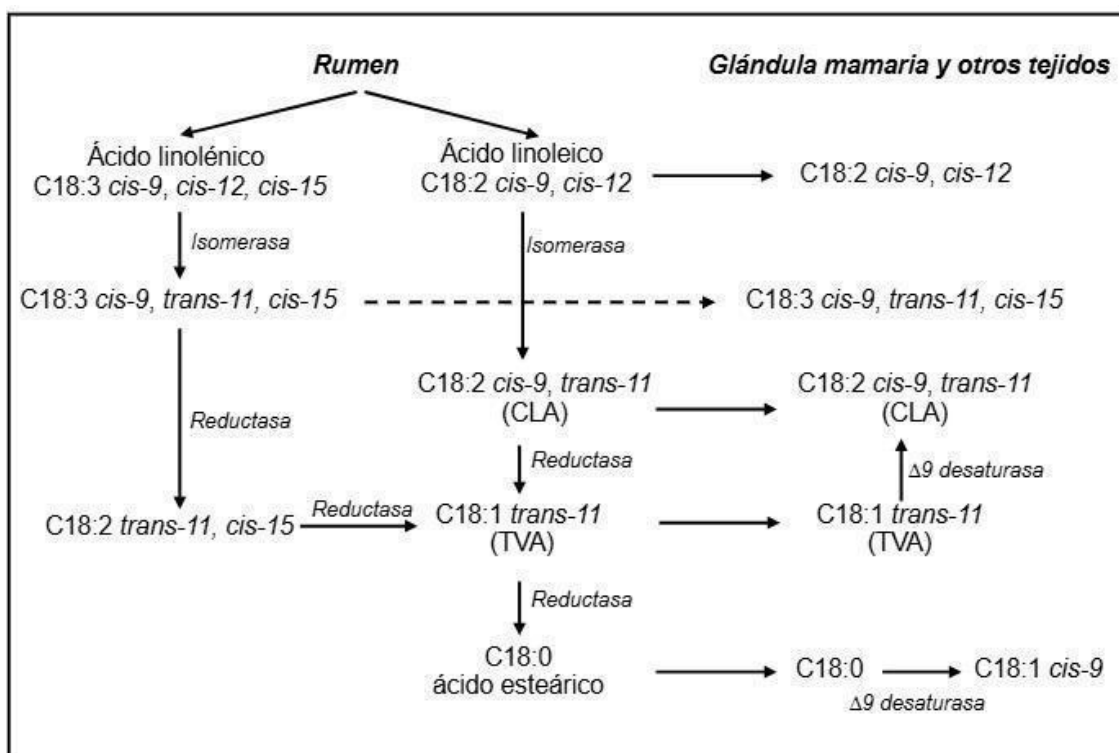 Rumen
Glándula mamaria y otros tejidos
Ácido linolénico
C18:3 cis-9, cis-12, cis-15
Ácido linoleico
C18:2 cis-9, cis-12
C18:2 cis-9, cis-12
Isomerasa
Isomerasa
C18:3 cis-9, trans-11, cis-15
C18:3 cis-9, trans-11, cis-15
C18:2 cis-9, trans-11
(CLA)
C18:2 cis-9, trans-11
(CLA)
Reductasa
Reductasa
Δ9 desaturasa
C18:2 trans-11, cis-15
Reductasa
C18:1 trans-11
(TVA)
C18:1 trans-11
(TVA)
Reductasa
C18:0
ácido esteárico
C18:0
C18:1 cis-9
Δ9 desaturasa